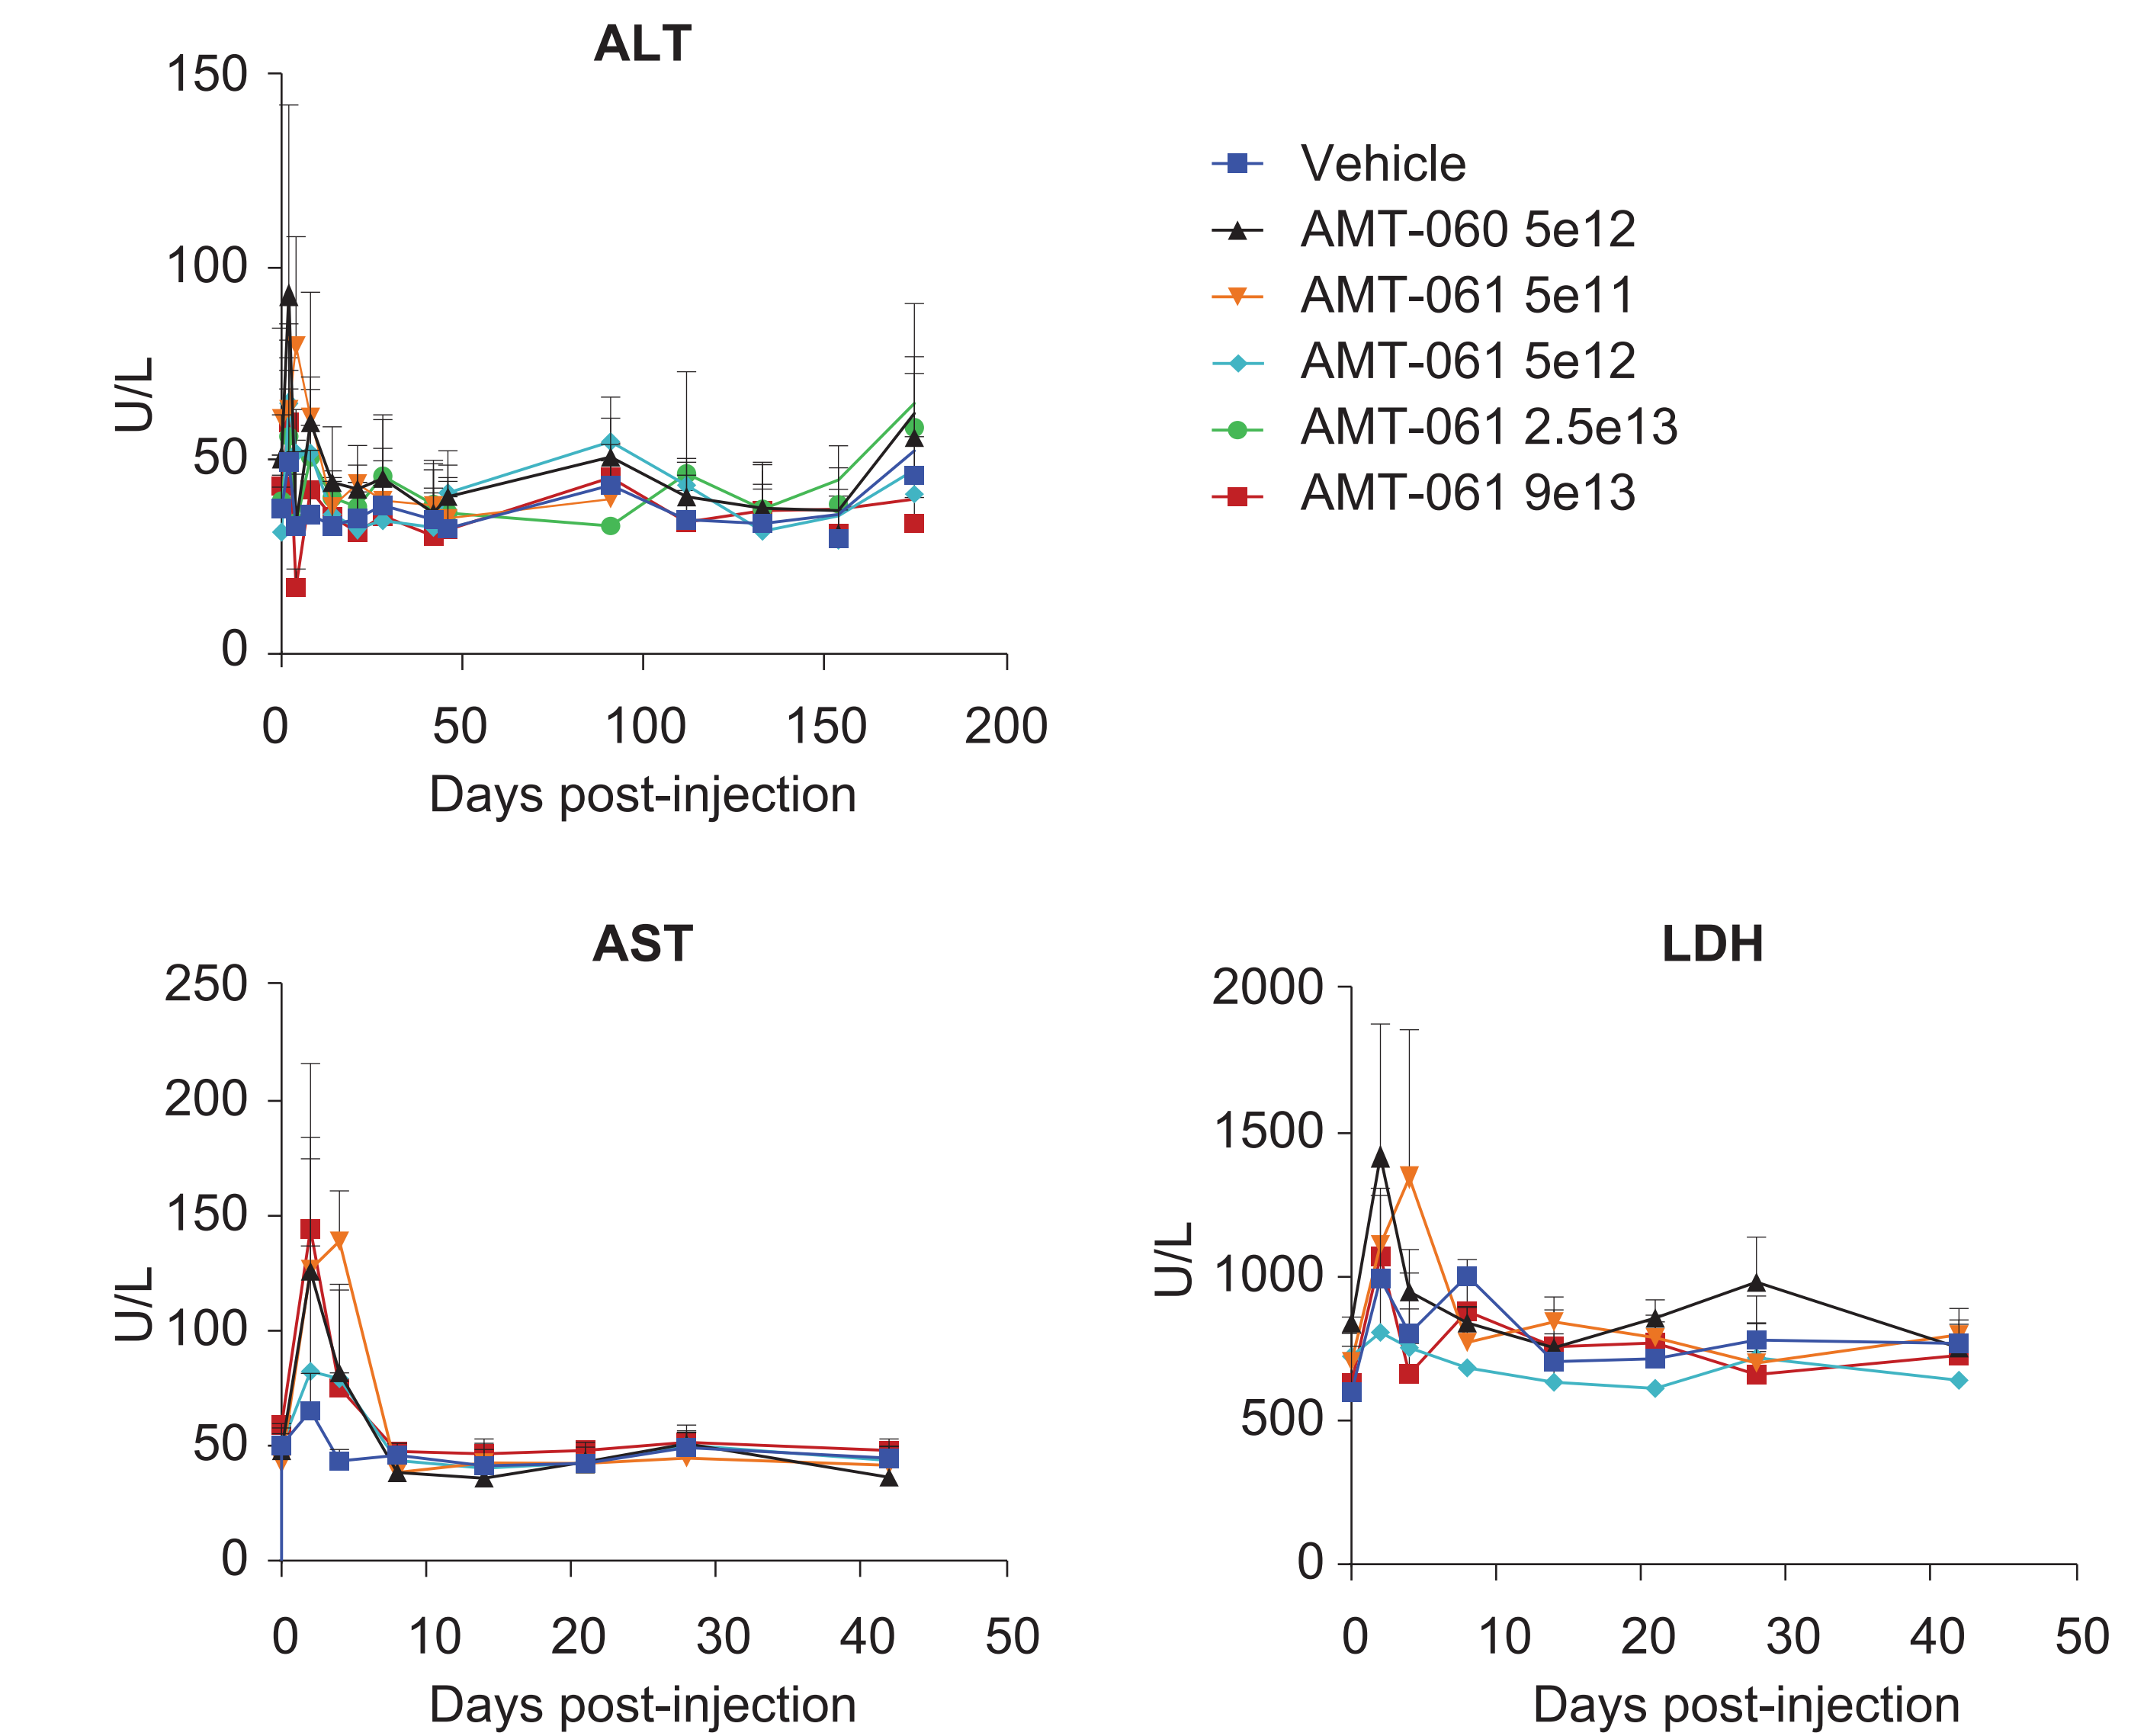 ALT
150
100
50
0
U/L
0 50 100 150 200
Days post-injection
Vehicle
AMT-060 5e12
AMT-061 5e11
AMT-061 5e12
AMT-061 2.5e13
AMT-061 9e13
AST
250
200
150
100
50
0
U/L
0 10 20 30 40 50
Days post-injection
LDH
2000
1500
1000
500
0
U/L
0 10 20 30 40 50
Days post-injection